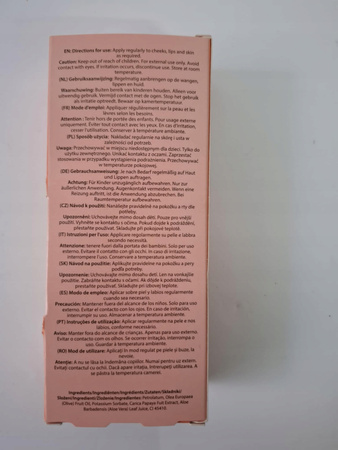 EN: Directions for use: Apply regularly to cheeks, lips and skin
as required.
Caution: Keep out of reach of children. For external use only. Avoid
contact with eyes. If irritation occurs, discontinue use. Store at room
temperature
(NL) Gebruiksaanwijzing: Regelmatig aanbrengen op de wangen,
lippen en huid.
Waarschuwing: Buiten bereik van kinderen houden. Alleen voor
uitwendig gebruik. Vermijd contact met de ogen. Stop het gebruik
als irritatie optreedt. Bewaar op kamertemperatuur
(FR) Mode d'emploi: Appliquer régulièrement sur la peau et les
lèvres selon les besoins.
Attention : Tenir hors de portée des enfants. Pour usage externe
uniquement. Éviter tout contact avec les yeux. En cas d'irritation,
cesser l'utilisation. Conserver à température ambiante.
(PL) Sposób użycia: Nakładać regularnie na skórę i usta w
zależności od potrzeb.
Uwaga: Przechowywać w miejscu niedostępnym dla dzieci. Tylko do
użytku zewnętrznego. Unikać kontaktu z oczami. Zaprzestać
stosowania w przypadku wystąpienia podrażnienia. Przechowywać
w temperaturze pokojowej.
(DE) Gebrauchsanweisung: Je nach Bedarf regelmäßig auf Haut
und Lippen auftragen.
Achtung: Für Kinder unzugänglich aufbewahren. Nur zur
äußerlichen Anwendung. Augenkontakt vermeiden. Wenn eine
Reizung auftritt, ist die Anwendung abzubrechen. Bei
Raumtemperatur aufbewahren.
(CZ) Návod k použití: Nanášejte pravidelně na pokožku a rty dle
potřeby.
Upozornění: Uchovávejte mimo dosah dětí. Pouze pro vnější
použití. Vyhněte se kontaktu s očima. Pokud dojde k podráždění,
přestaňte používat. Skladujte při pokojové teplotě.
(IT) Istruzioni per l'uso: Applicare regolarmente su pelle e labbra
secondo necessità.
Attenzione: tenere fuori dalla portata dei bambini. Solo per uso
esterno. Evitare il contatto con gli occhi. In caso di irritazione,
interrompere l'uso. Conservare a temperatura ambiente.
(SK) Návod na použitie: Aplikujte pravidelne na pokožku a pery
podľa potreby.
Upozornenie: Uchovávajte mimo dosahu detí. Len na vonkajšie
použitie. Zabráňte kontaktu s očami. Ak dôjde k podráždeniu,
prestaňte používať. Skladujte pri izbovej teplote.
(ES) Modo de empleo: Aplicar sobre piel y labios regularmente
cuando sea necesario.
Precaución: Mantener fuera del alcance de los niños. Solo para uso
externo. Evitar el contacto con los ojos. En caso de irritación,
interrumpir su uso. Almacenar a temperatura ambiente.
(PT) Instruções de utilização: Aplicar regularmente na pele e nos
lábios, conforme necessário.
Aviso: Manter fora do alcance de crianças. Apenas para uso externo.
Evitar o contacto com os olhos. Se ocorrer irritação, interromper o
uso. Guardar à temperatura ambiente.
(RO) Mod de utilizare: Aplicați în mod regulat pe piele și buze, la
nevoie.
Atenție: A nu se lăsa la îndemâna copiilor. Numai pentru uz extern.
Evitați contactul cu ochii. Dacă apare iritația, întrerupeți utilizarea. A
se păstra la temperatura camerei.
Ingredients/Ingrediënten/Ingrédients/Zutaten/Składniki/
Složení/Ingredienti/Zloženie/Ingredientes: Petrolatum, Olea Europaea
(Olive) Fruit Oil, Potassium Sorbate, Carica Papaya Fruit Extract, Aloe
Barbadensis (Aloe Vera) Leaf Juice, CI 45410.